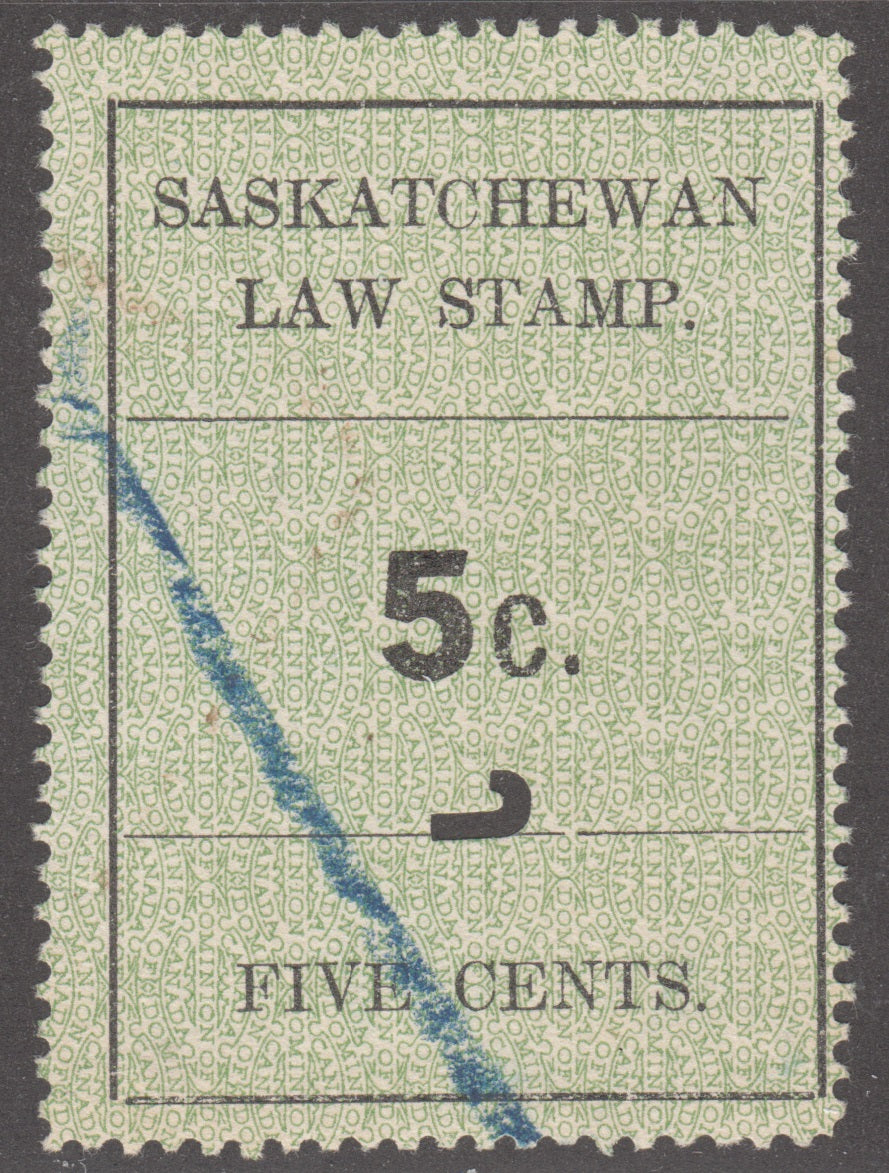 SASKATCHEWAN
LAW STAMP.
5c.
FIVE CENTS.